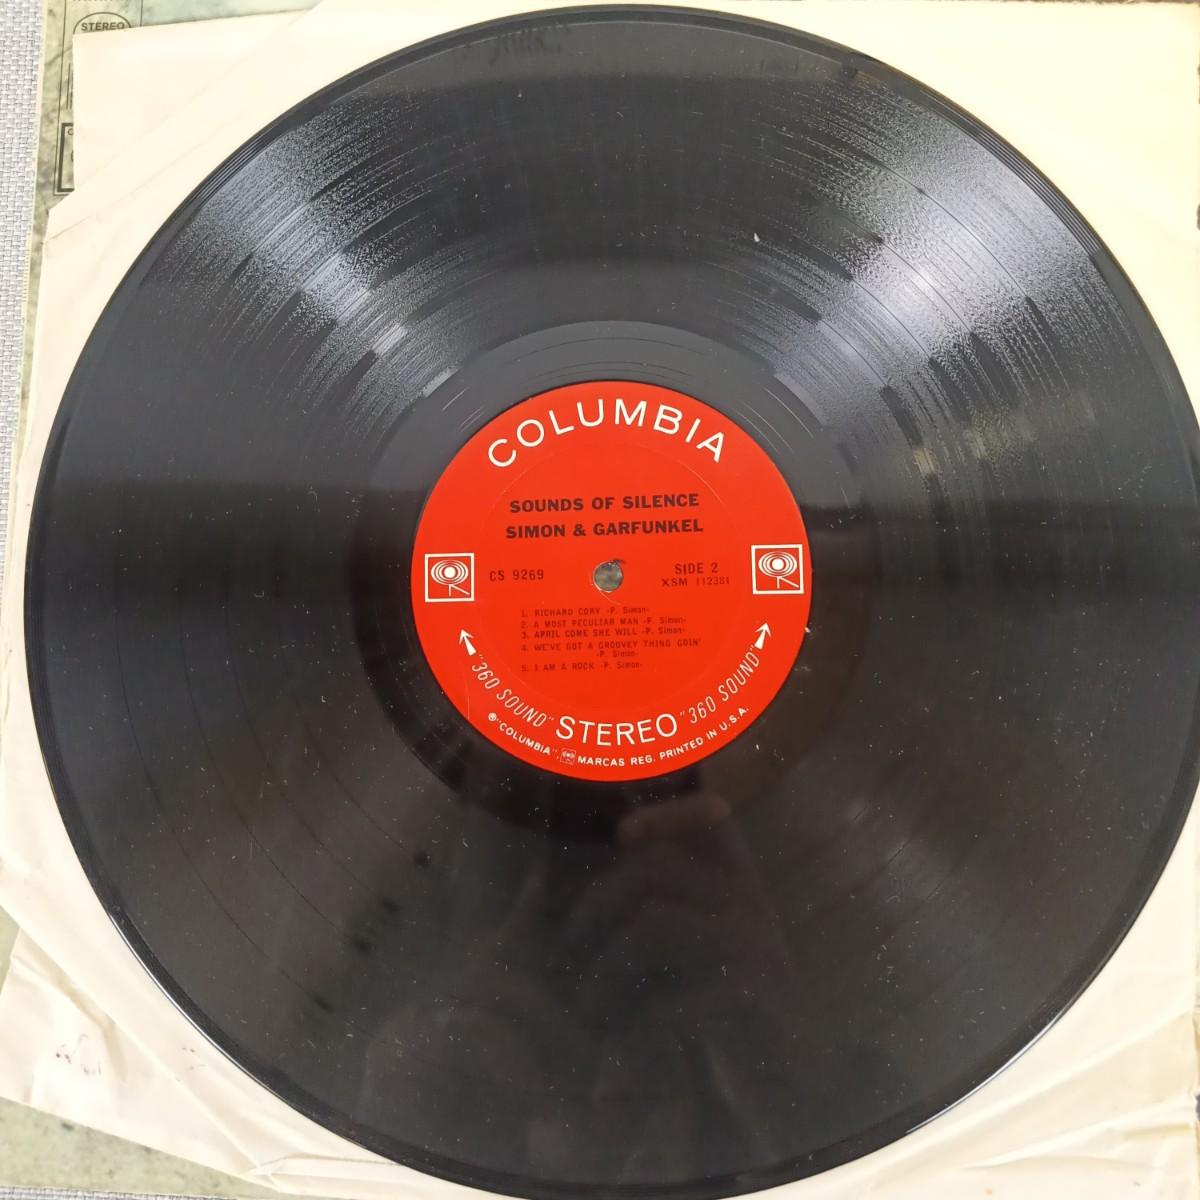 STEREO
COLUMBIA
SOUNDS OF SILENCE
SIMON & GARFUNKEL
CS 9269
SIDE 2
XSM 112381
1. RICHARD CORY -P. Simon-
2. A MOST PECULIAR MAN -P. Simon-
3. APRIL COME SHE WILL -P. Simon-
4. WE'VE GOT A GROOVEY THING GOIN'
-P. Simon-
5. I AM A ROCK -P. Simon-
"360 SOUND" STEREO "360 SOUND"
® "COLUMBIA", MARCAS REG. PRINTED IN U.S.A.